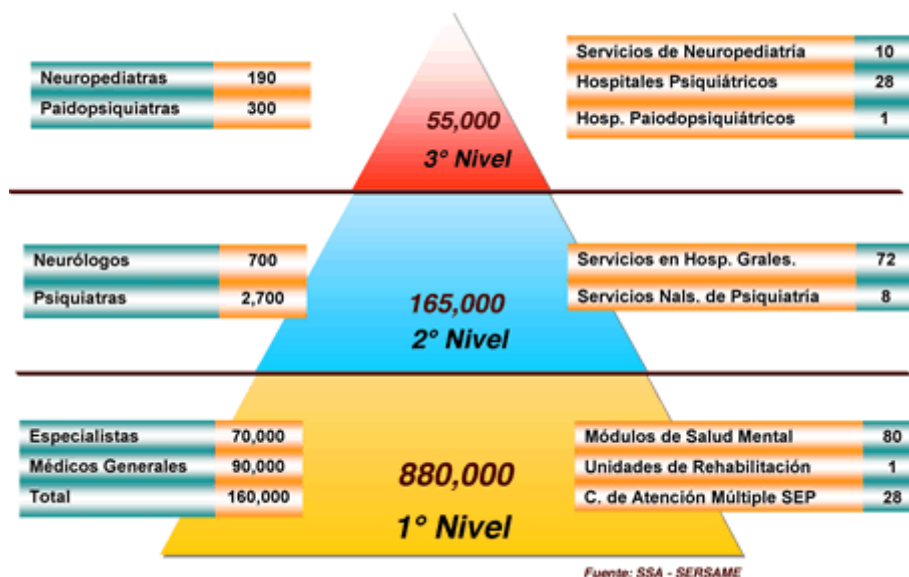 Neuropediatras 190
Paidopsiquiatras 300
55,000
3° Nivel
Servicios de Neuropediatría 10
Hospitales Psiquiátricos 28
Hosp. Paiodopsiquiátricos 1
Neurólogos 700
Psiquiatras 2,700
165,000
2° Nivel
Servicios en Hosp. Grales. 72
Servicios Nals. de Psiquiatría 8
Especialistas 70,000
Médicos Generales 90,000
Total 160,000
880,000
1° Nivel
Módulos de Salud Mental 80
Unidades de Rehabilitación 1
C. de Atención Múltiple SEP 28
Fuente: SSA - SERSAME